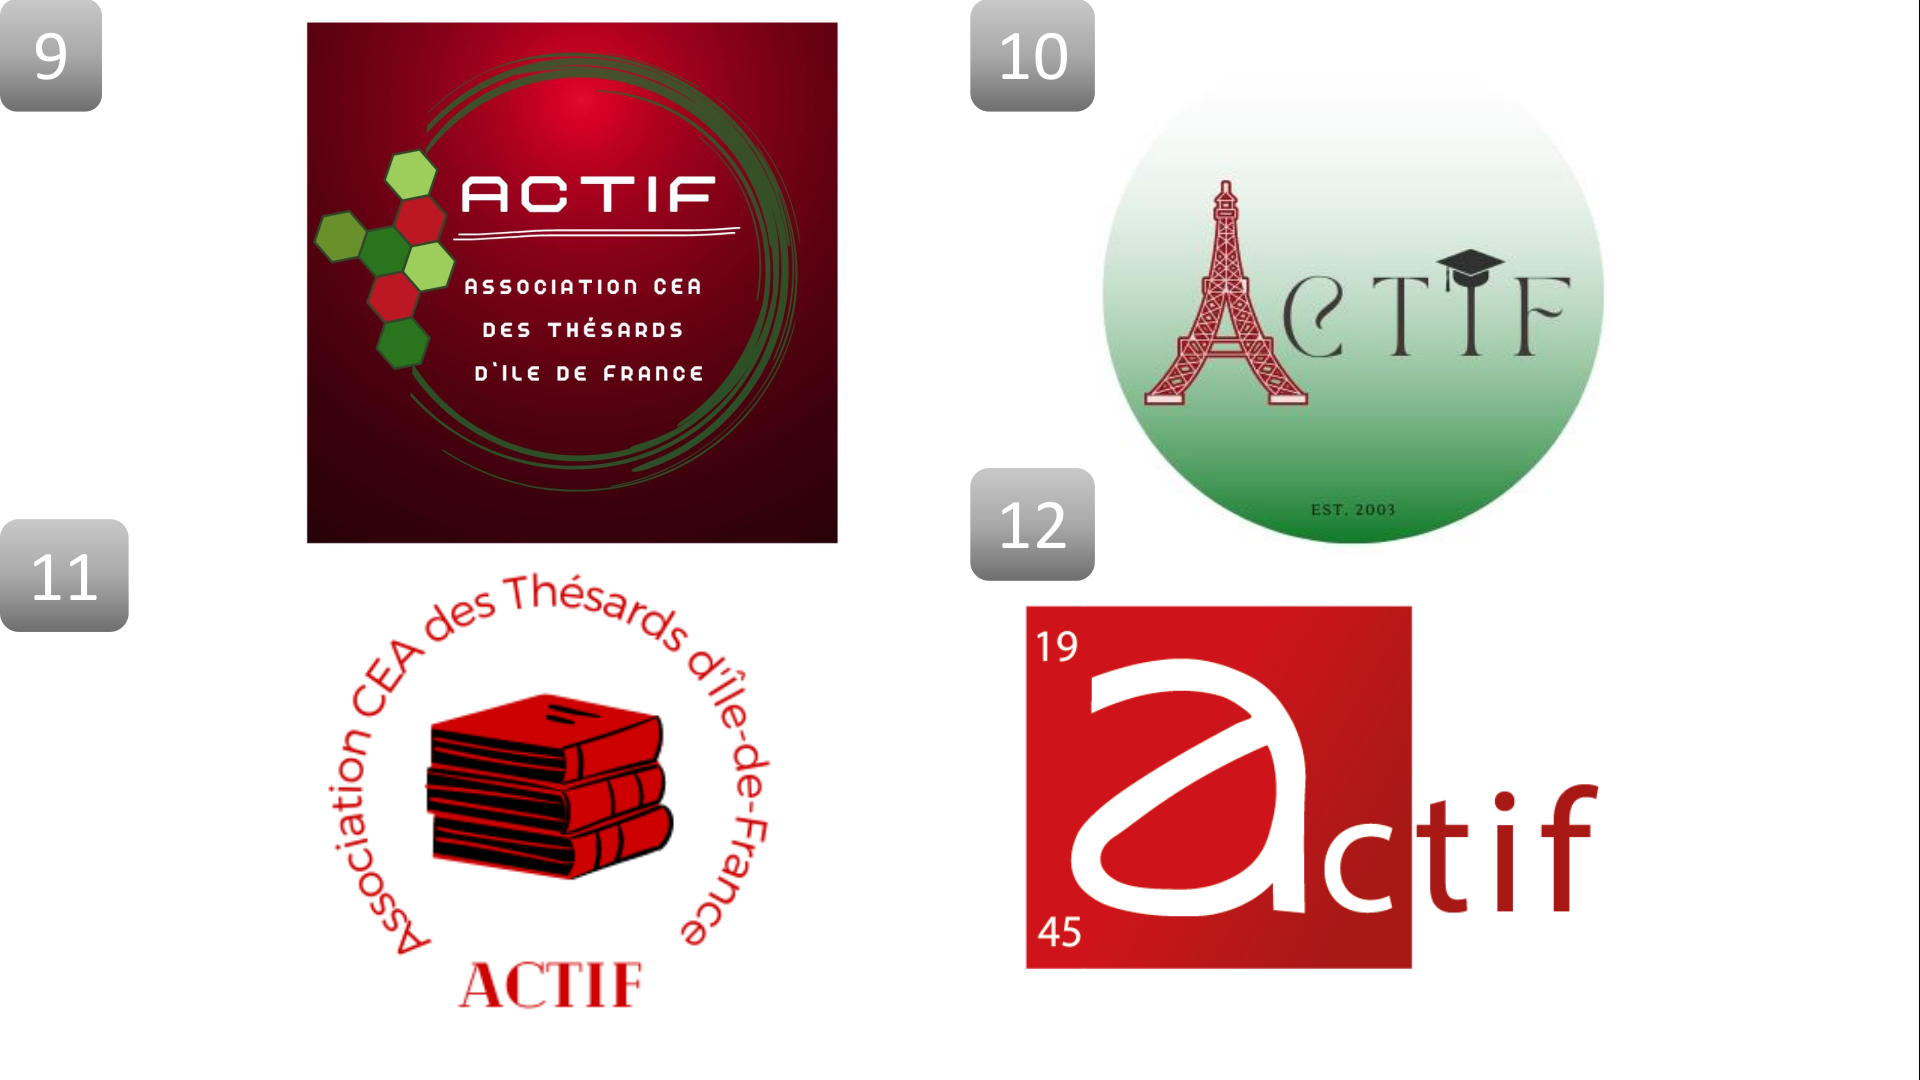 9
ACTIF
ASSOCIATION CEA
DES THÉSARDS
D'ILE DE FRANCE
10
ACTIF
EST. 2003
11
Association CEA des Thésards d'Île-de-France
ACTIF
12
19
actif
45